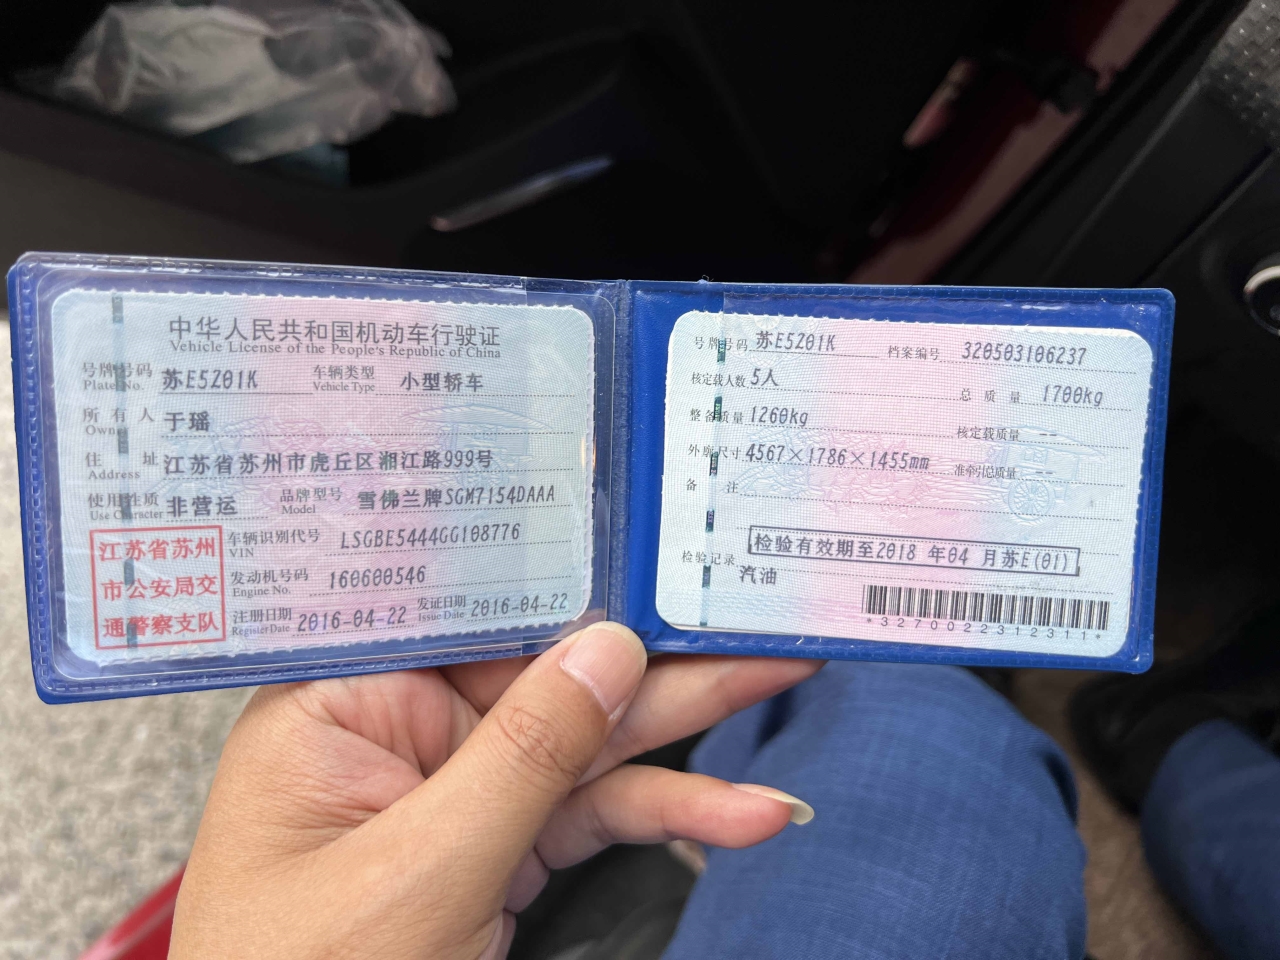 中华人民共和国机动车行驶证
Vehicle License of the People's Republic of China
号牌号码 苏E5Z01K 车辆类型 小型轿车
Plate No. Vehicle Type
所有人 于瑶
Owner
住址 江苏省苏州市虎丘区湘江路999号
Address
使用性质 非营运 品牌型号 雪佛兰牌SGM7154DAAA
Use Character Model
江苏省苏州
市公安局交
通警察支队
车辆识别代号 LSGBE5444GG108776
VIN
发动机号码 160600546
Engine No.
注册日期 2016-04-22 发证日期 2016-04-22
Register Date Issue Date
号牌号码 苏E5Z01K 档案编号 320503106237
核定载人数 5人 总质量 1700kg
整备质量 1260kg 核定载质量 --
外廓尺寸 4567×1786×1455mm 准牵引总质量 --
备注
检验有效期至2018 年04 月苏E(01)
检验记录
汽油
*3270022312311*